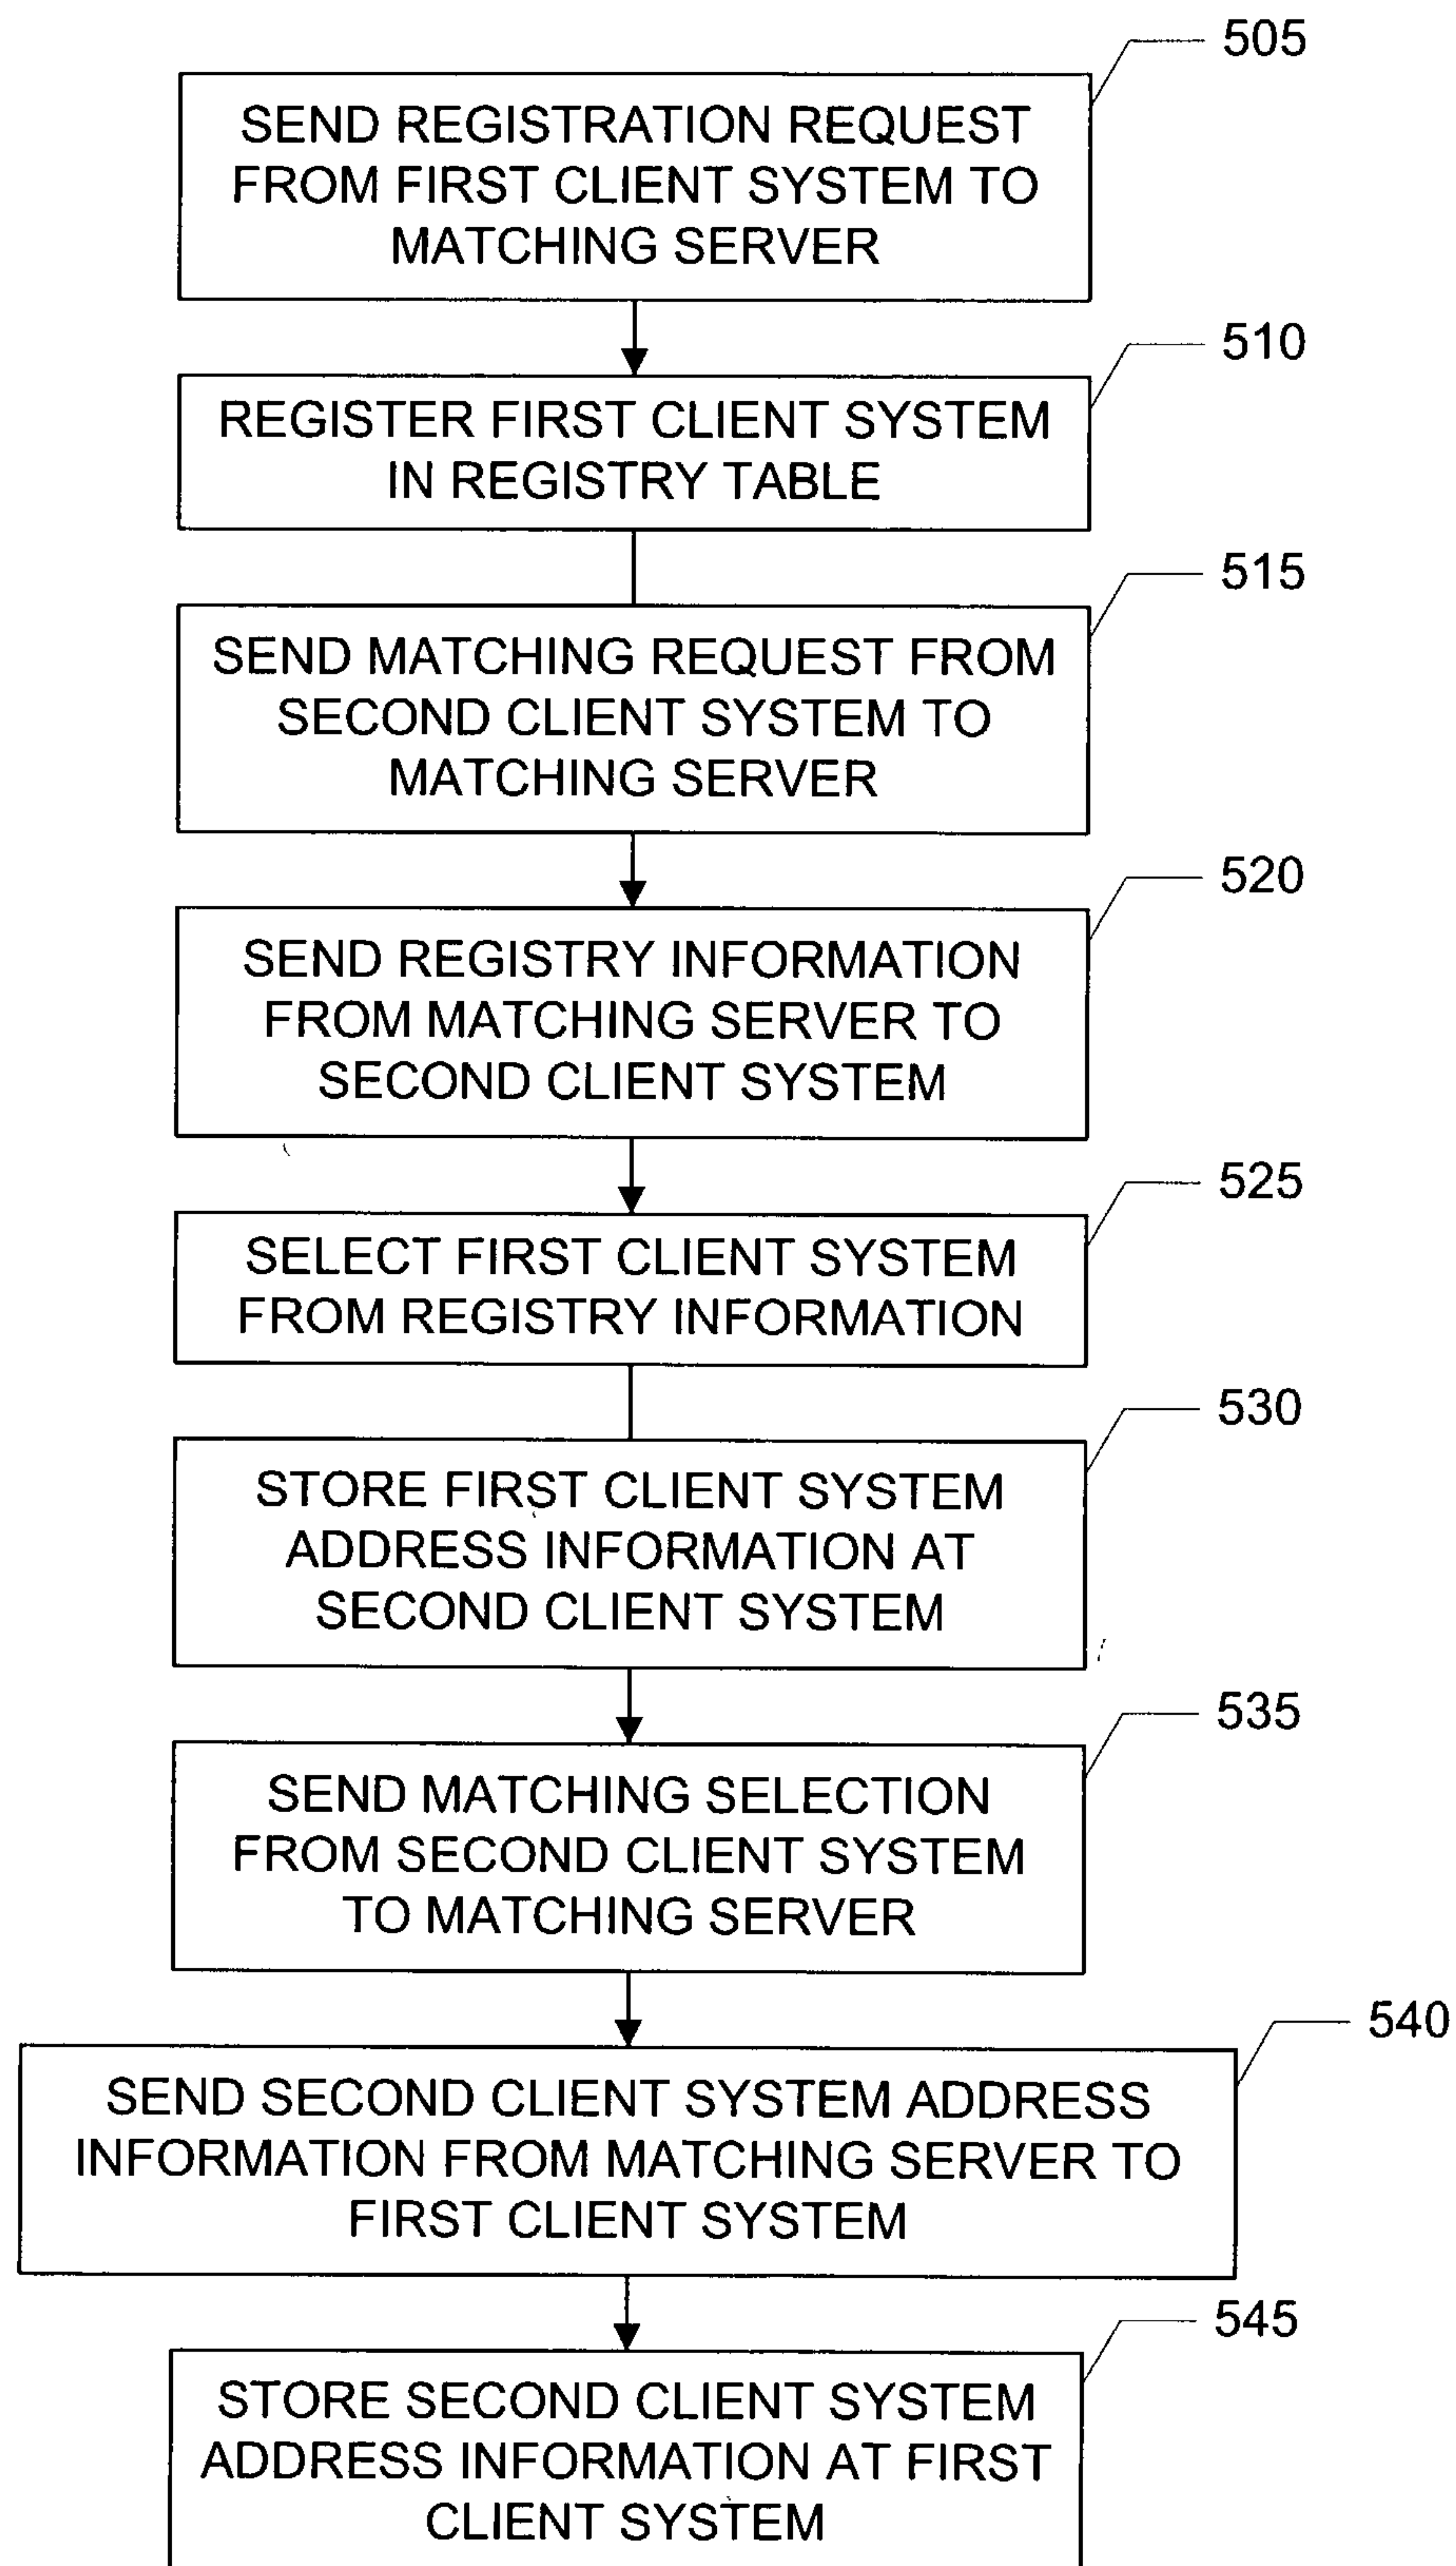 505
SEND REGISTRATION REQUEST
FROM FIRST CLIENT SYSTEM TO
MATCHING SERVER
510
REGISTER FIRST CLIENT SYSTEM
IN REGISTRY TABLE
515
SEND MATCHING REQUEST FROM
SECOND CLIENT SYSTEM TO
MATCHING SERVER
520
SEND REGISTRY INFORMATION
FROM MATCHING SERVER TO
SECOND CLIENT SYSTEM
525
SELECT FIRST CLIENT SYSTEM
FROM REGISTRY INFORMATION
530
STORE FIRST CLIENT SYSTEM
ADDRESS INFORMATION AT
SECOND CLIENT SYSTEM
535
SEND MATCHING SELECTION
FROM SECOND CLIENT SYSTEM
TO MATCHING SERVER
540
SEND SECOND CLIENT SYSTEM ADDRESS
INFORMATION FROM MATCHING SERVER TO
FIRST CLIENT SYSTEM
545
STORE SECOND CLIENT SYSTEM
ADDRESS INFORMATION AT FIRST
CLIENT SYSTEM